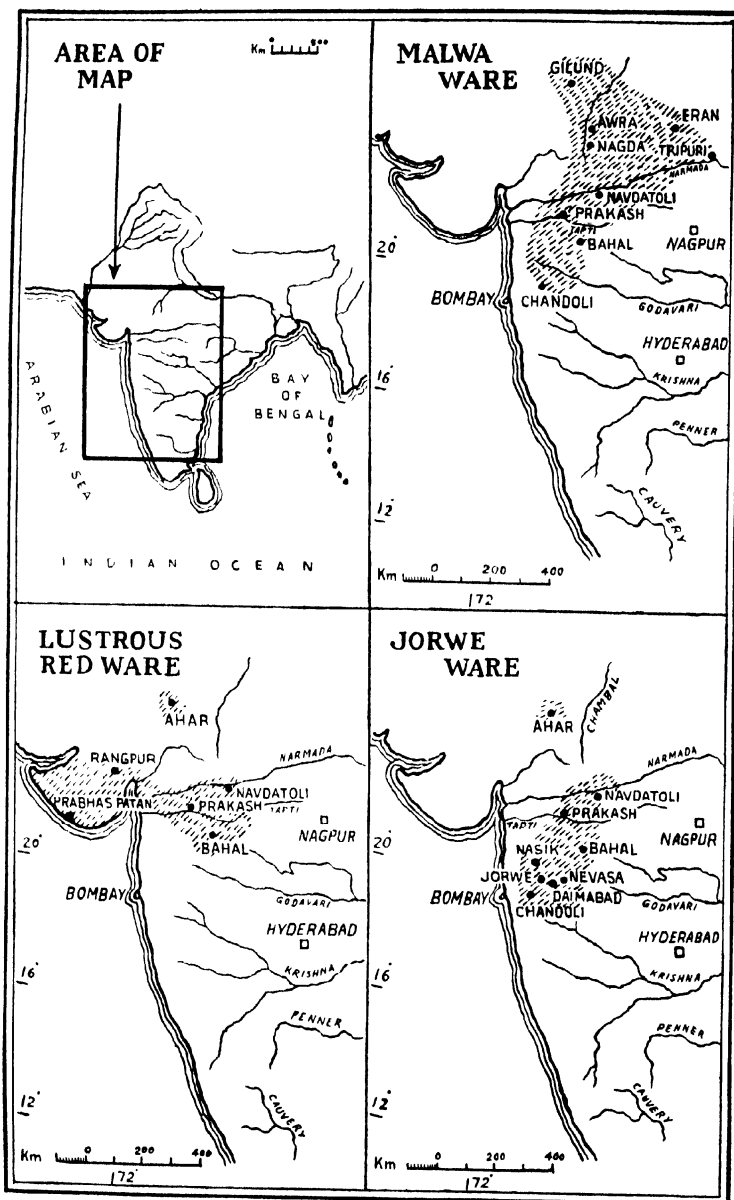 AREA OF
MAP
Km
ARABIAN SEA
BAY
OF
BENGAL
INDIAN OCEAN
MALWA
WARE
GILUND
AWRA
ERAN
NAGDA
TRIPURI
NARMADA
NAVDATOLI
PRAKASH
TAPTI
BAHAL
NAGPUR
20°
CHANDOLI
BOMBAY
GODAVARI
HYDERABAD
16°
KRISHNA
PENNER
CAUVERY
12°
Km 0 200 400
72°
LUSTROUS
RED WARE
AHAR
RANGPUR
NARMADA
NAVDATOLI
PRABHAS PATAN
PRAKASH
TAPTI
NAGPUR
BAHAL
20°
BOMBAY
GODAVARI
HYDERABAD
16°
KRISHNA
PENNER
12°
CAUVERY
Km 0 200 400
72°
JORWE
WARE
CHAMBAL
AHAR
NARMADA
NAVDATOLI
PRAKASH
TAPTI
NAGPUR
20°
NASIK
BAHAL
JORWE
NEVASA
DAIMABAD
BOMBAY
CHANDOLI
GODAVARI
HYDERABAD
16°
KRISHNA
PENNER
12°
CAUVERY
Km 0 200 400
72°